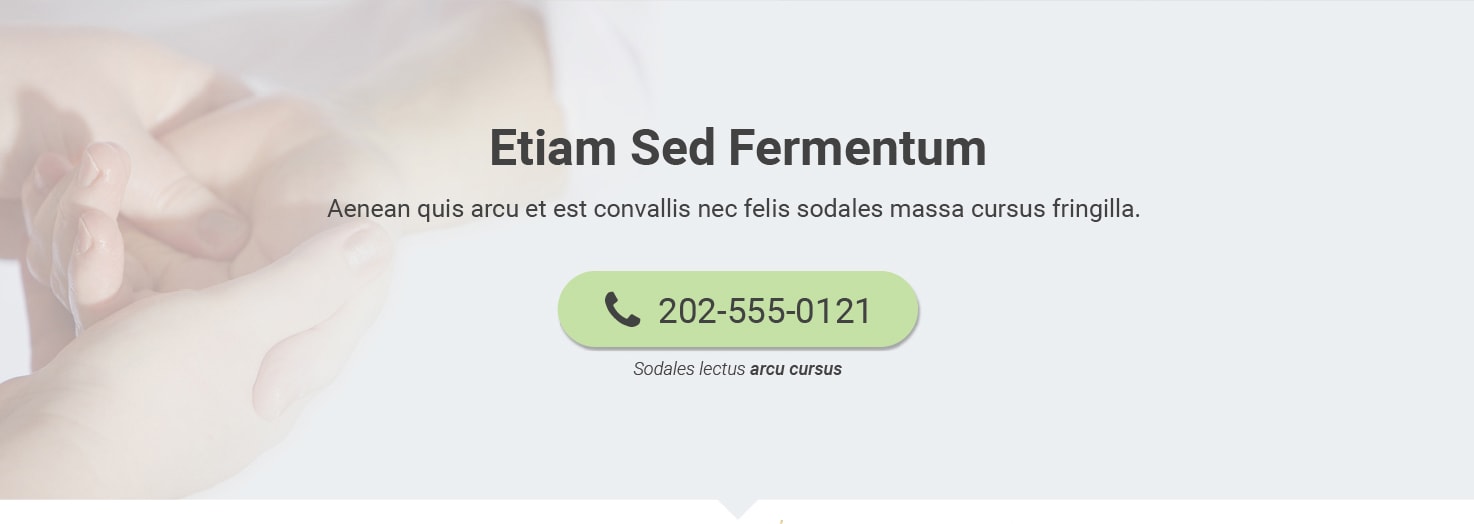 Etiam Sed Fermentum
Aenean quis arcu et est convallis nec felis sodales massa cursus fringilla.
202-555-0121
Sodales lectus arcu cursus